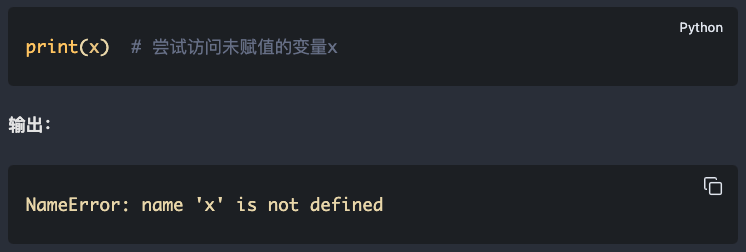 Python
print(x)  # 尝试访问未赋值的变量x
输出：
NameError: name 'x' is not defined